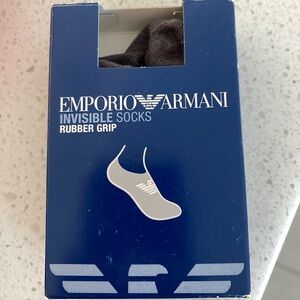 EMPORIO ARMANI
INVISIBLE SOCKS
RUBBER GRIP